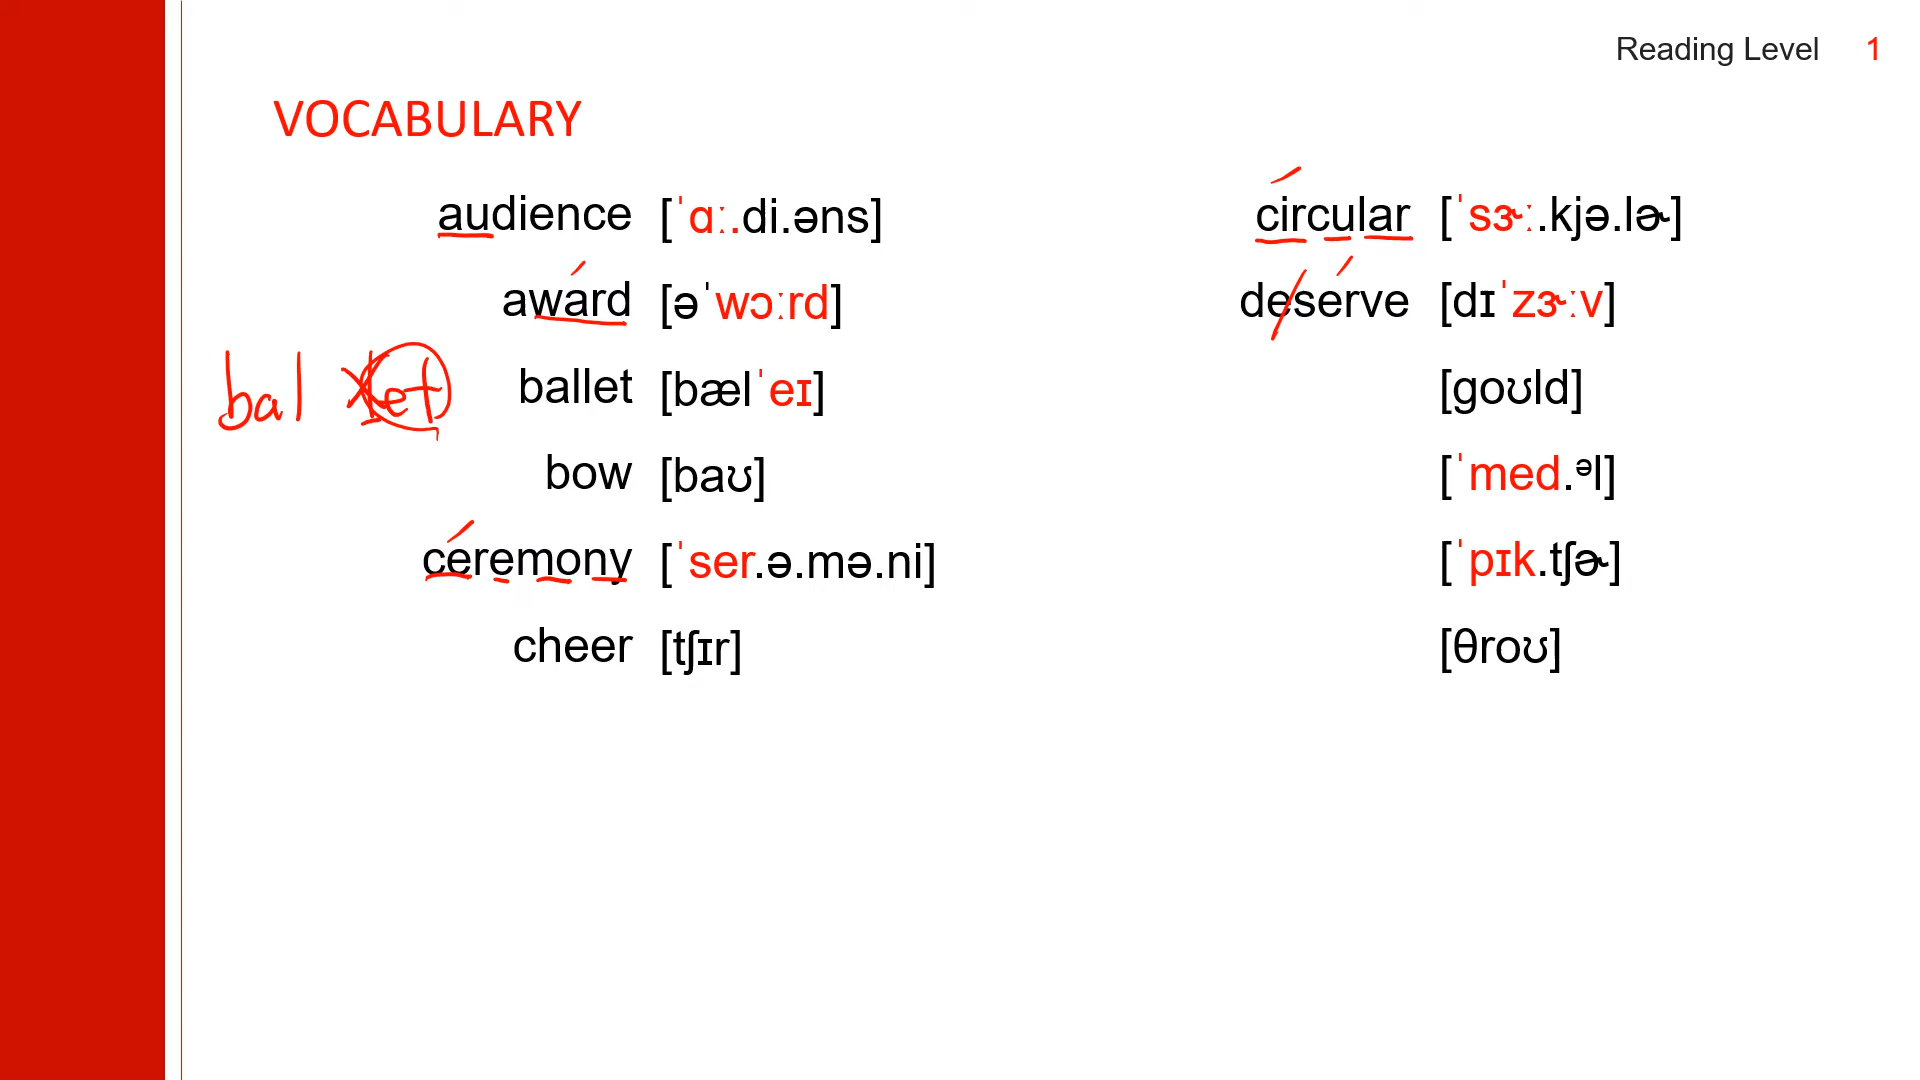 Reading Level 1
VOCABULARY
audience [ˈɑː.di.əns]
award [əˈwɔːrd]
bal let
ballet [bælˈeɪ]
bow [baʊ]
ceremony [ˈser.ə.mə.ni]
cheer [tʃɪr]
circular [ˈsɝː.kjə.lɚ]
deserve [dɪˈzɝːv]
[goʊld]
[ˈmed.ᵊl]
[ˈpɪk.tʃɚ]
[θroʊ]